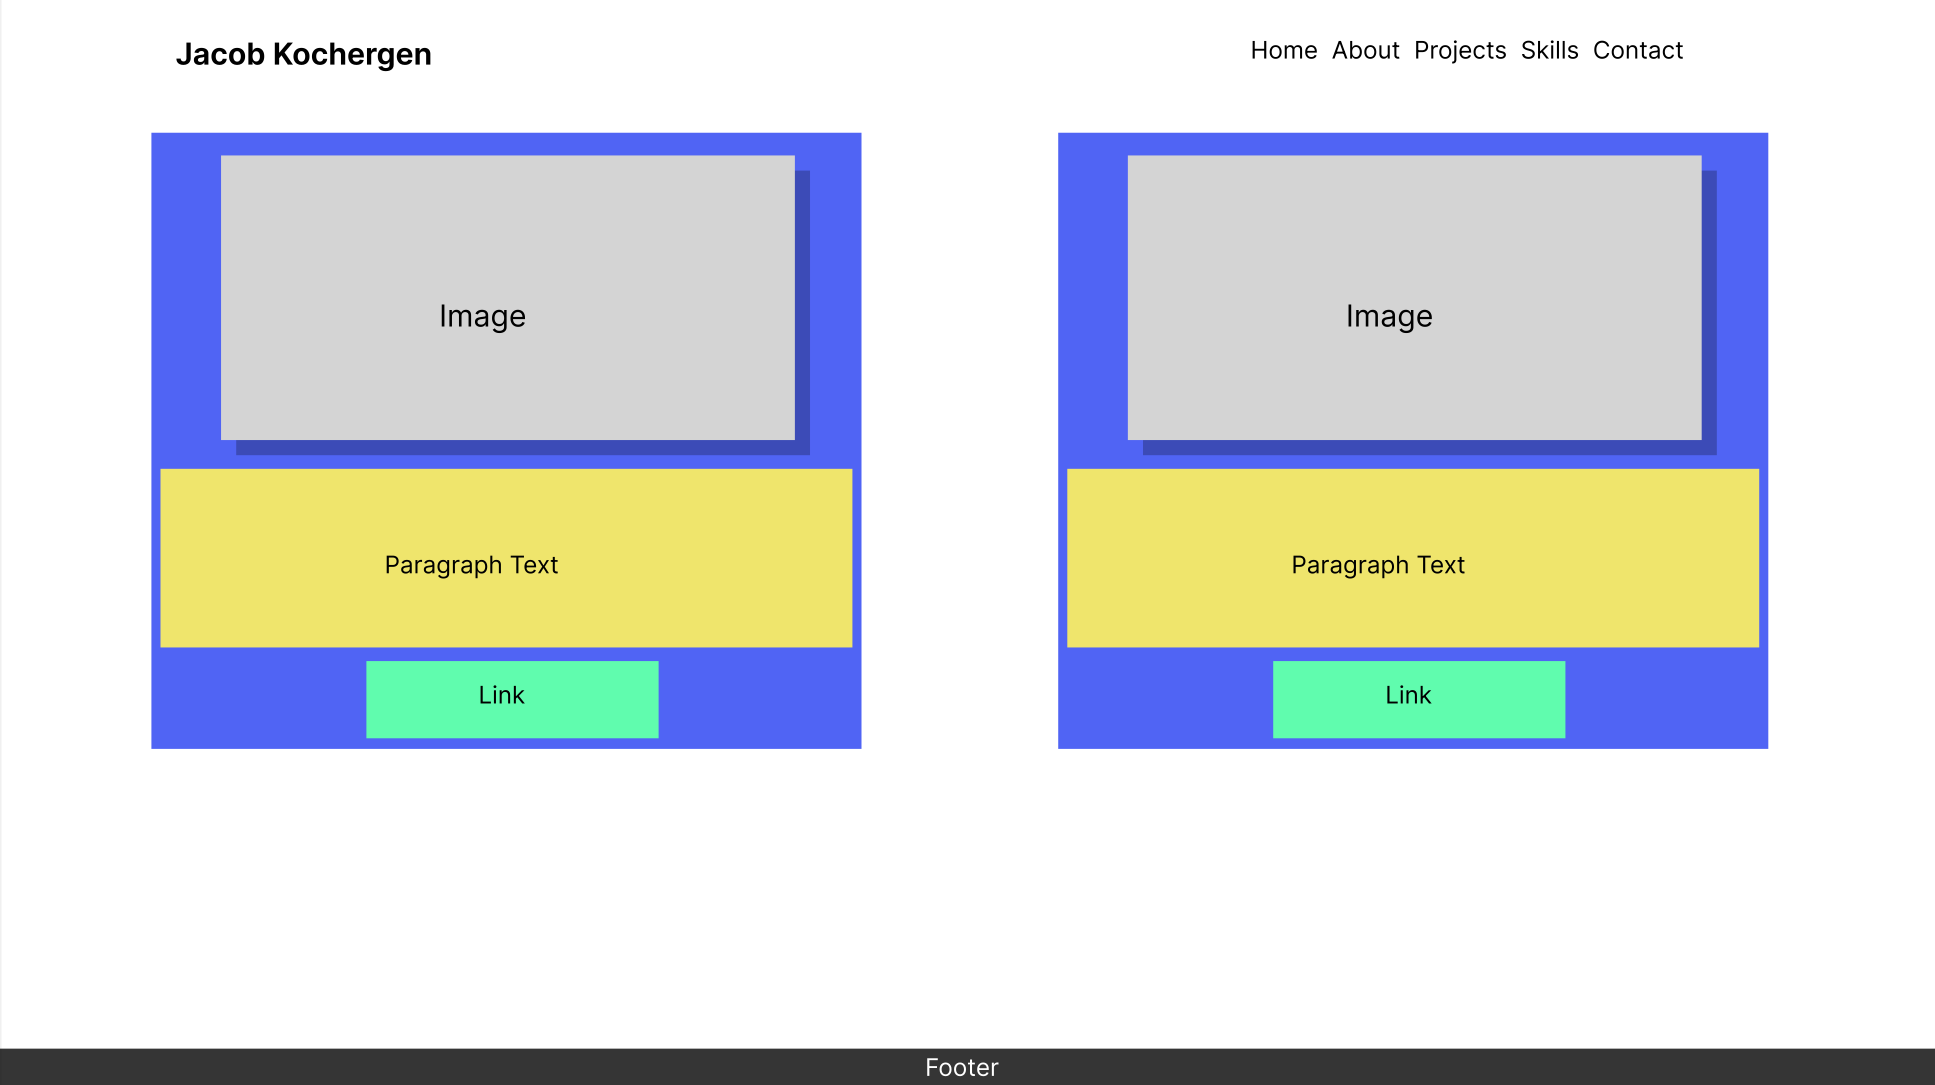 Jacob Kochergen
Home About Projects Skills Contact
Image
Paragraph Text
Link
Image
Paragraph Text
Link
Footer